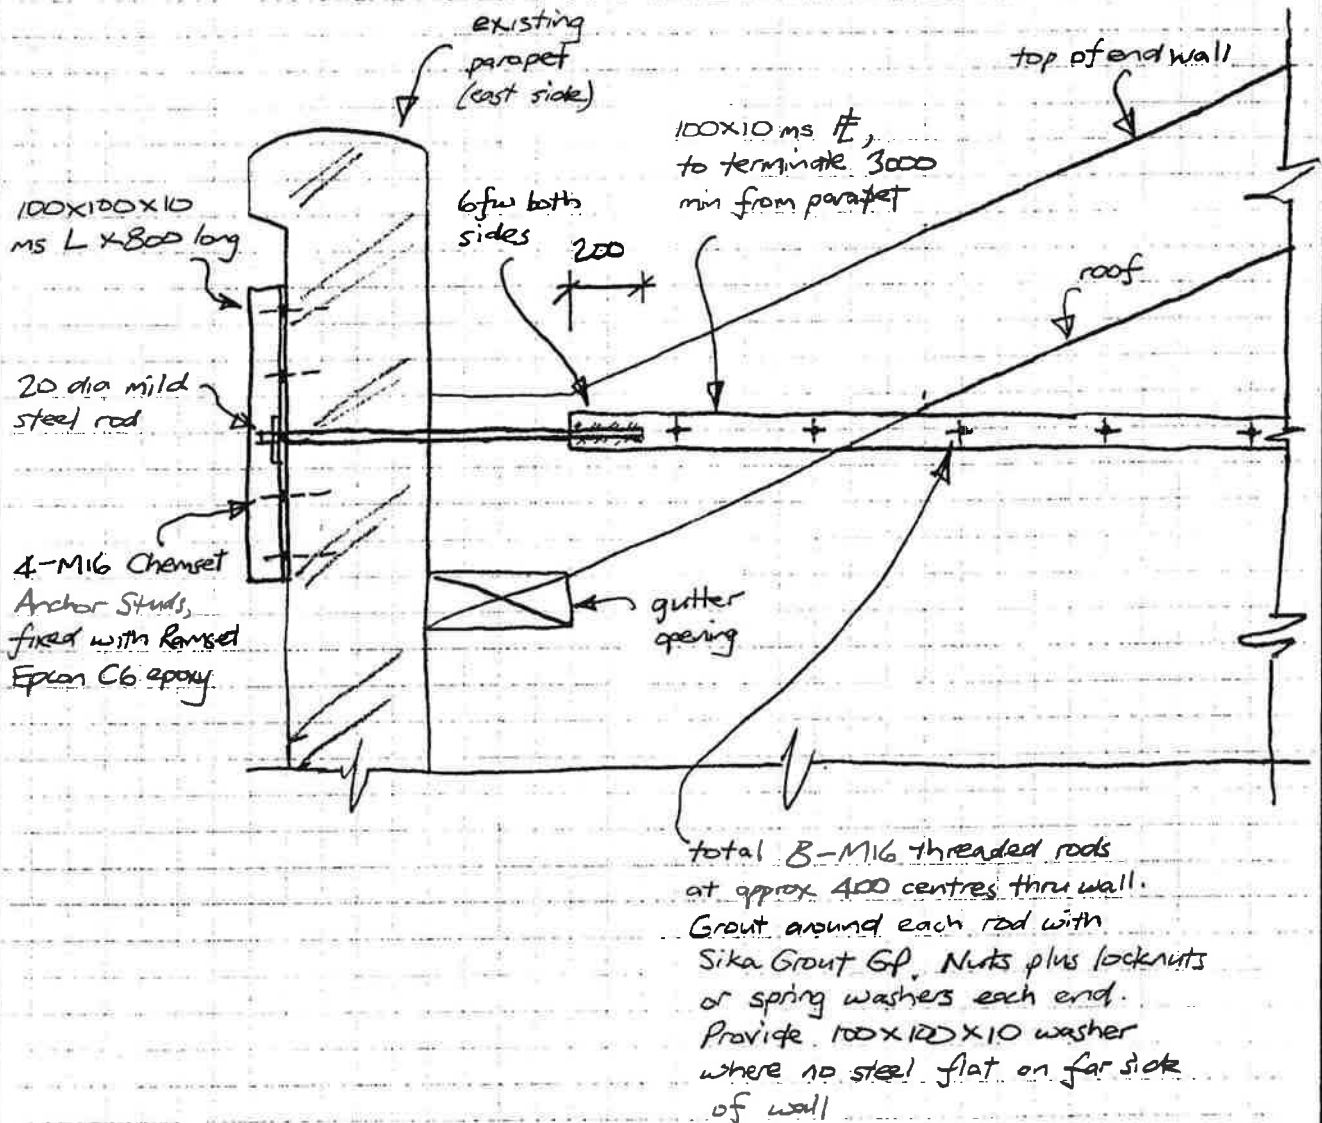 existing
parapet
(east side)
top of end wall
100x10 ms PL,
to terminate 3000
min from parapet
100x100x10
ms L x 800 long
6fw both
sides
200
roof
20 dia mild
steel rod
4-M16 Chemset
Anchor Studs,
fixed with Ramset
Epcon C6 epoxy
gutter
opening
total 8-M16 threaded rods
at approx 400 centres thru wall.
Grout around each rod with
Sika Grout GP. Nuts plus locknuts
or spring washers each end.
Provide 100x100x10 washer
where no steel flat on far side
of wall